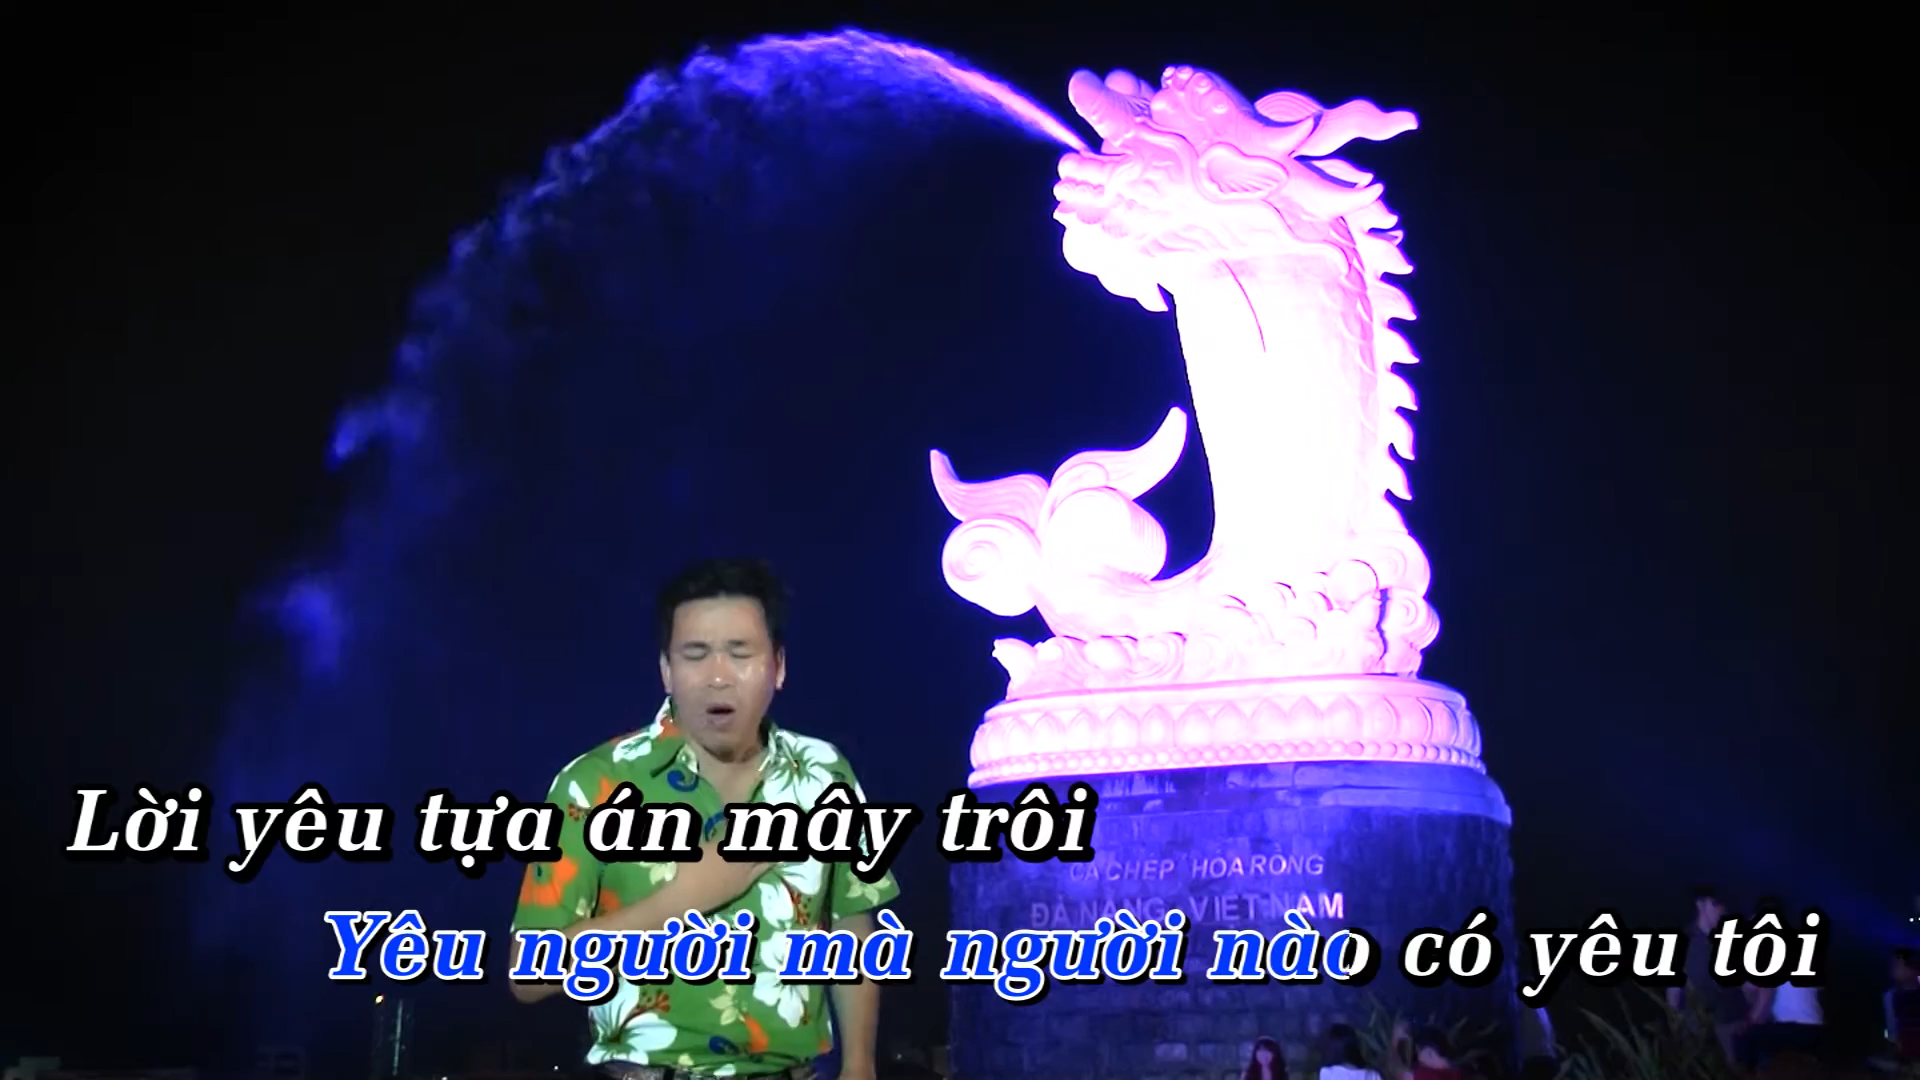 CÁ CHÉP HÓA RỒNG
ĐÀ NẴNG - VIỆT NAM
Lời yêu tựa án mây trôi
Yêu người mà người nào có yêu tôi